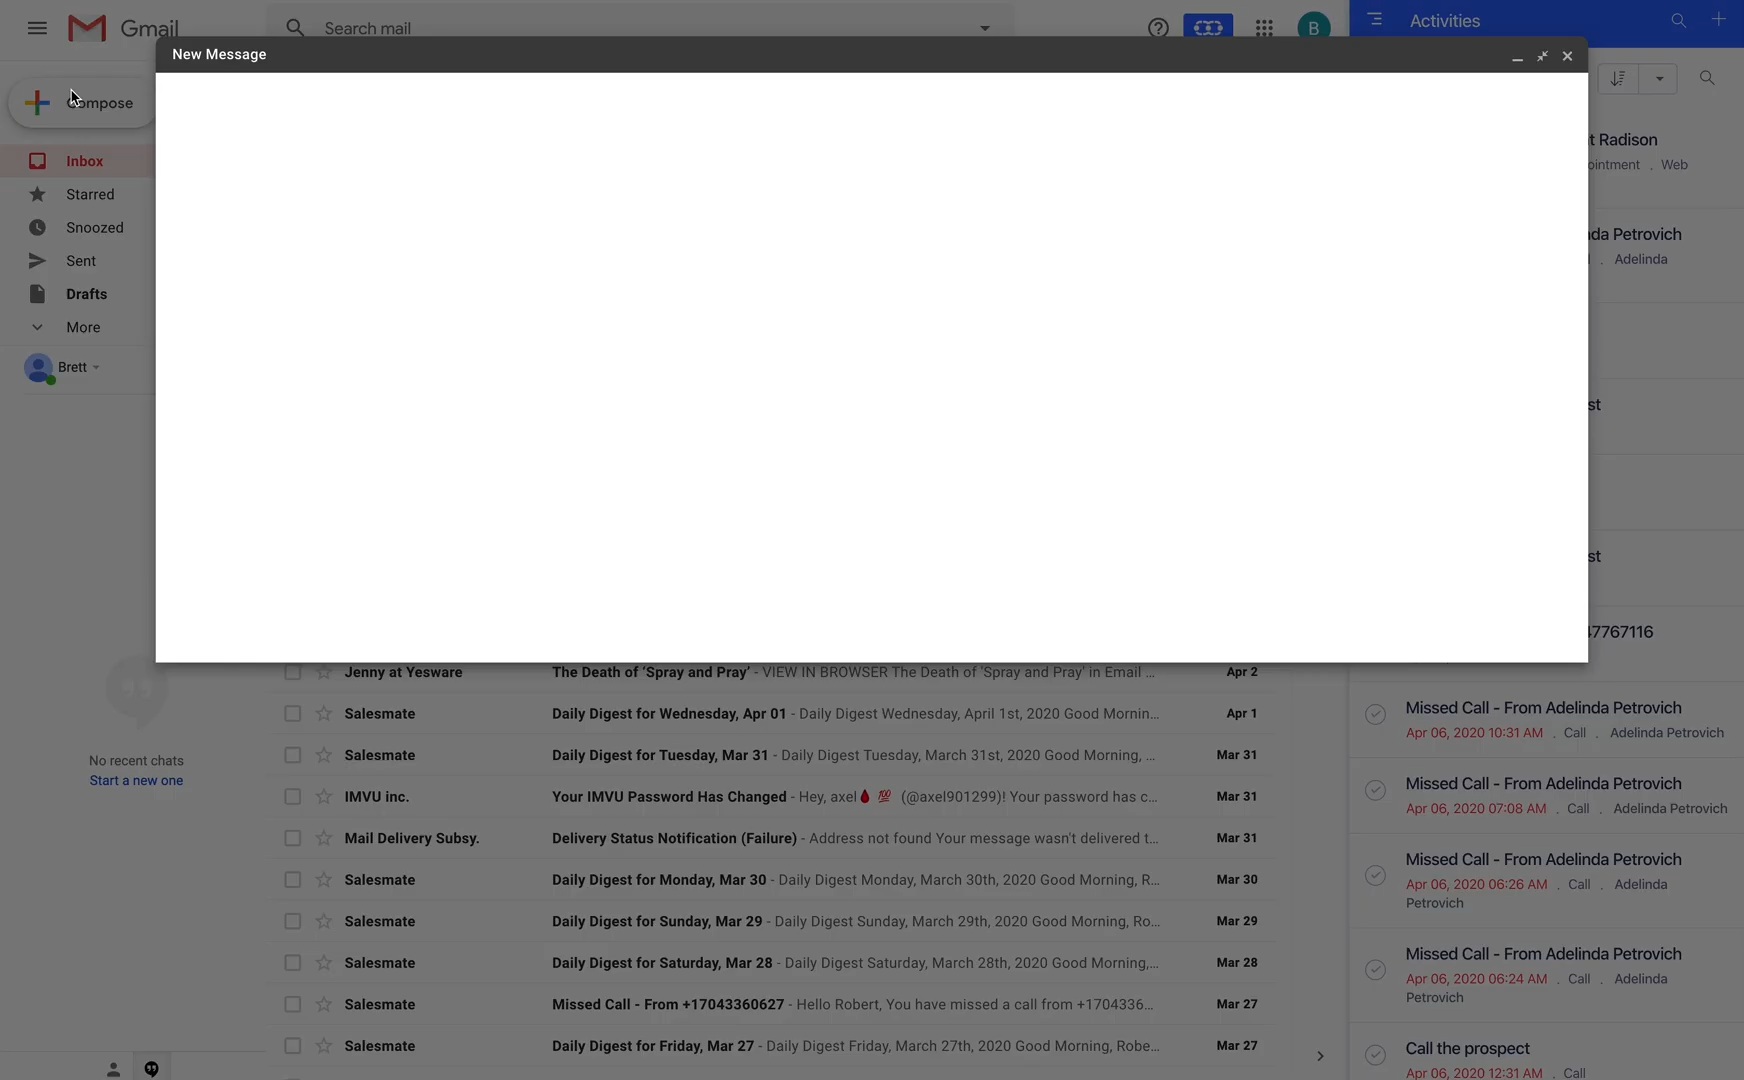 Gmail
Search mail
B
Activities
New Message
Compose
Inbox
Starred
Snoozed
Sent
Drafts
More
Brett
No recent chats
Start a new one
t Radison
ointment . Web
da Petrovich
. Adelinda
st
st
47767116
Jenny at Yesware The Death of ‘Spray and Pray’ - VIEW IN BROWSER The Death of 'Spray and Pray' in Email ... Apr 2
Salesmate Daily Digest for Wednesday, Apr 01 - Daily Digest Wednesday, April 1st, 2020 Good Mornin... Apr 1
Salesmate Daily Digest for Tuesday, Mar 31 - Daily Digest Tuesday, March 31st, 2020 Good Morning, ... Mar 31
IMVU inc. Your IMVU Password Has Changed - Hey, axel🩸 💯 (@axel901299)! Your password has c... Mar 31
Mail Delivery Subsy. Delivery Status Notification (Failure) - Address not found Your message wasn't delivered t... Mar 31
Salesmate Daily Digest for Monday, Mar 30 - Daily Digest Monday, March 30th, 2020 Good Morning, R... Mar 30
Salesmate Daily Digest for Sunday, Mar 29 - Daily Digest Sunday, March 29th, 2020 Good Morning, Ro... Mar 29
Salesmate Daily Digest for Saturday, Mar 28 - Daily Digest Saturday, March 28th, 2020 Good Morning,... Mar 28
Salesmate Missed Call - From +17043360627 - Hello Robert, You have missed a call from +1704336... Mar 27
Salesmate Daily Digest for Friday, Mar 27 - Daily Digest Friday, March 27th, 2020 Good Morning, Robe... Mar 27
Missed Call - From Adelinda Petrovich
Apr 06, 2020 10:31 AM . Call . Adelinda Petrovich
Missed Call - From Adelinda Petrovich
Apr 06, 2020 07:08 AM . Call . Adelinda Petrovich
Missed Call - From Adelinda Petrovich
Apr 06, 2020 06:26 AM . Call . Adelinda
Petrovich
Missed Call - From Adelinda Petrovich
Apr 06, 2020 06:24 AM . Call . Adelinda
Petrovich
Call the prospect
Apr 06, 2020 12:31 AM . Call